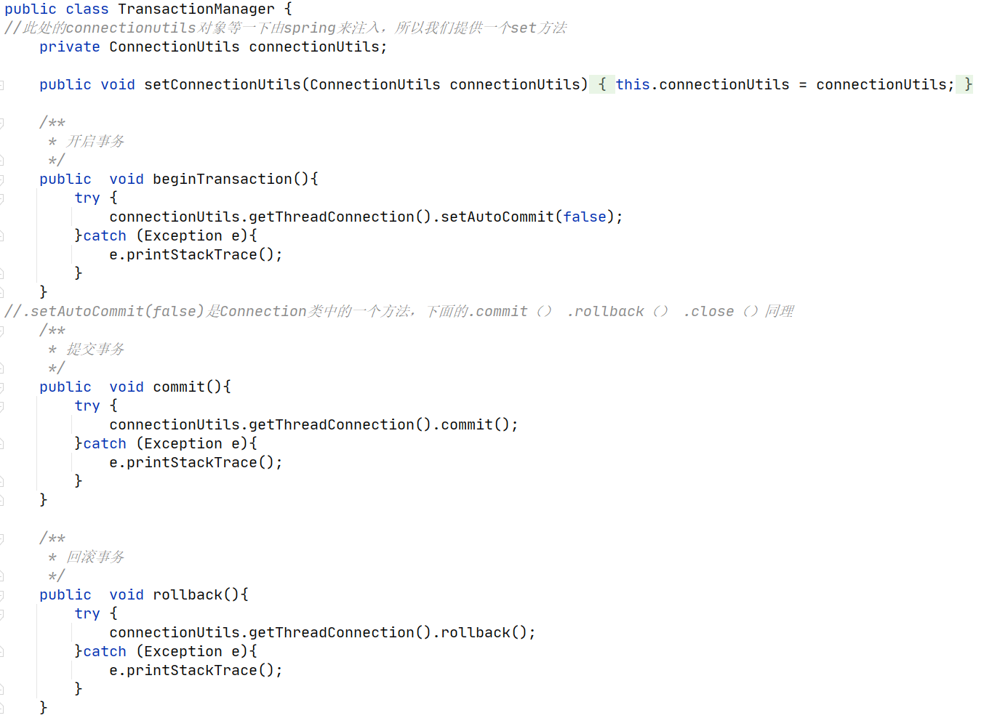 public class TransactionManager {
//此处的connectionutils对象等一下由spring来注入，所以我们提供一个set方法
    private ConnectionUtils connectionUtils;
    public void setConnectionUtils(ConnectionUtils connectionUtils) { this.connectionUtils = connectionUtils; }
    /**
     * 开启事务
     */
    public  void beginTransaction(){
        try {
            connectionUtils.getThreadConnection().setAutoCommit(false);
        }catch (Exception e){
            e.printStackTrace();
        }
    }
//.setAutoCommit(false)是Connection类中的一个方法，下面的.commit（） .rollback（） .close（）同理
    /**
     * 提交事务
     */
    public  void commit(){
        try {
            connectionUtils.getThreadConnection().commit();
        }catch (Exception e){
            e.printStackTrace();
        }
    }
    /**
     * 回滚事务
     */
    public  void rollback(){
        try {
            connectionUtils.getThreadConnection().rollback();
        }catch (Exception e){
            e.printStackTrace();
        }
    }